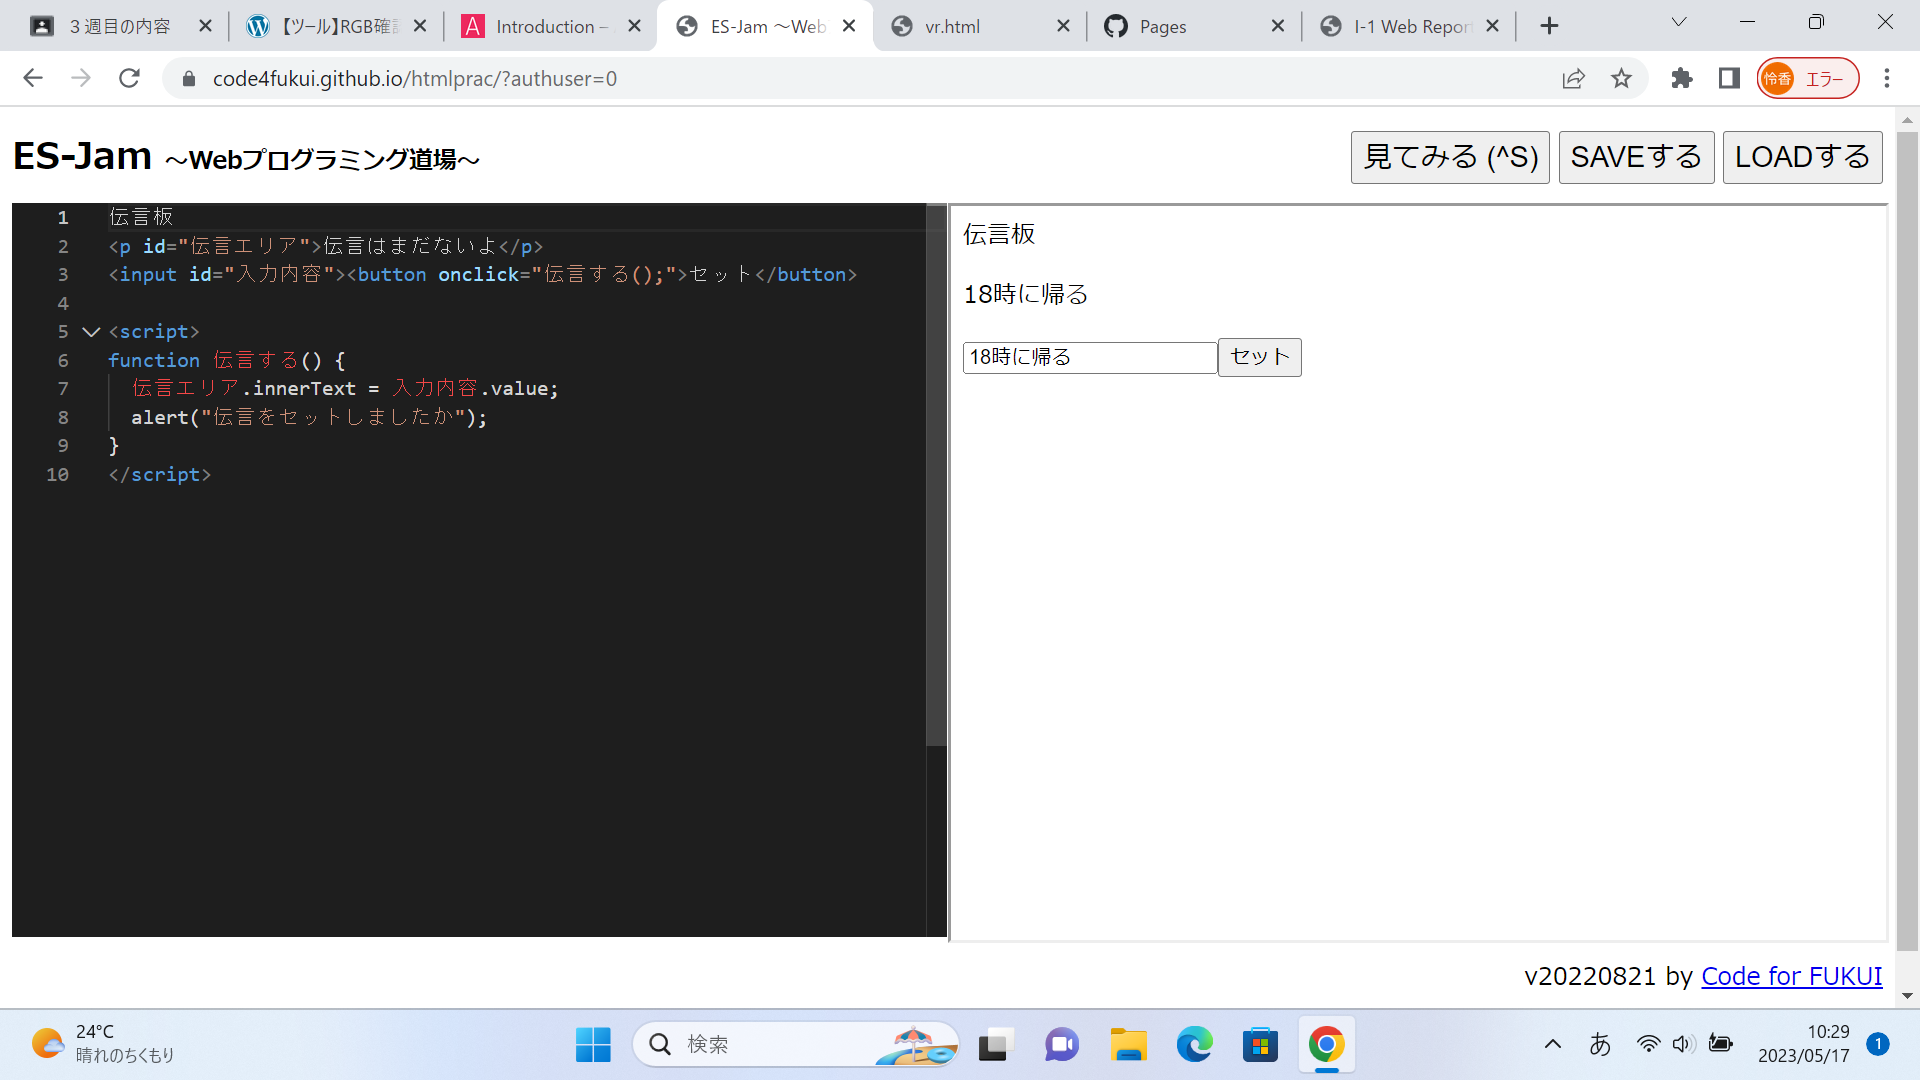 ３週目の内容
【ツール】RGB確
Introduction –
ES-Jam ～Web
vr.html
Pages
I-1 Web Repor
code4fukui.github.io/htmlprac/?authuser=0
怜香 エラー
ES-Jam ～Webプログラミング道場～
見てみる (^S)
SAVEする
LOADする
1 伝言板
2 <p id="伝言エリア">伝言はまだないよ</p>
3 <input id="入力内容"><button onclick="伝言する();">セット</button>
4
5 <script>
6 function 伝言する() {
7 伝言エリア.innerText = 入力内容.value;
8 alert("伝言をセットしましたか");
9 }
10 </script>
伝言板
18時に帰る
18時に帰る セット
v20220821 by Code for FUKUI
24°C
晴れのちくもり
検索
あ
10:29
2023/05/17
1